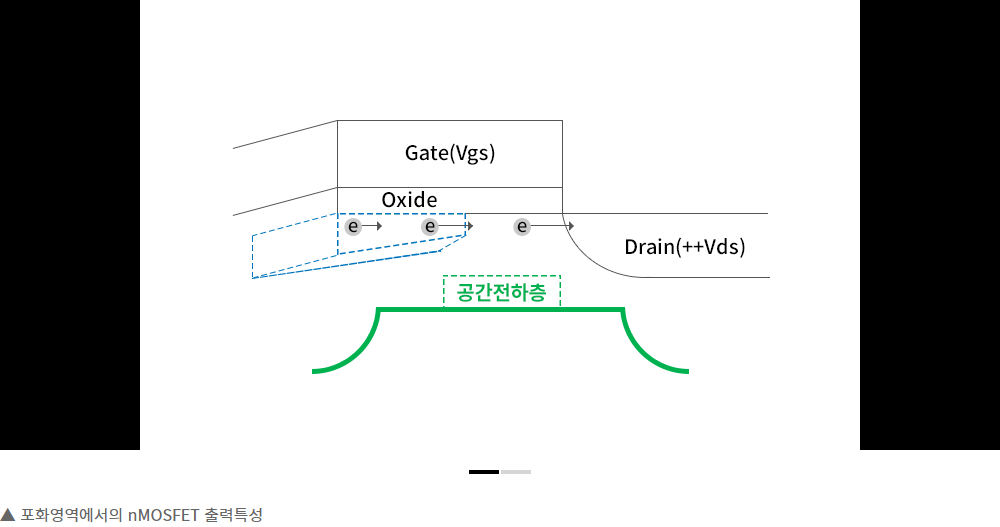 Gate(Vgs)
Oxide
e e e
Drain(++Vds)
공간전하층
▲ 포화영역에서의 nMOSFET 출력특성